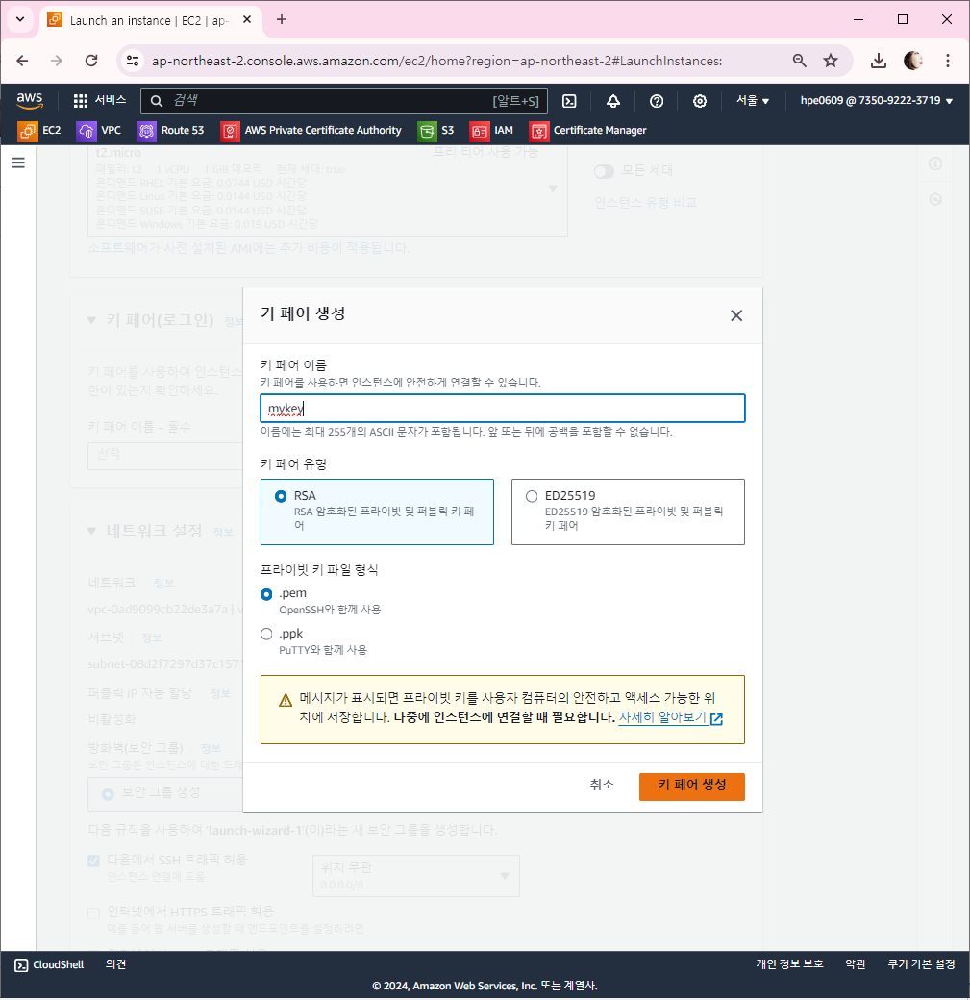 Launch an instance | EC2 | ap-
ap-northeast-2.console.aws.amazon.com/ec2/home?region=ap-northeast-2#LaunchInstances:
aws 서비스 검색 [알트+S] 서울 hpe0609 @ 7350-9222-3719
EC2 VPC Route 53 AWS Private Certificate Authority S3 IAM Certificate Manager
t2.micro 프리 티어 사용 가능
패밀리: t2 1 vCPU 1 GiB 메모리 현재 세대: true
온디맨드 RHEL 기본 요금: 0.0744 USD 시간당
온디맨드 Linux 기본 요금: 0.0144 USD 시간당
온디맨드 SUSE 기본 요금: 0.0144 USD 시간당
온디맨드 Windows 기본 요금: 0.019 USD 시간당
모든 세대
인스턴스 유형 비교
소프트웨어가 사전 설치된 AMI에는 추가 비용이 적용됩니다.
키 페어(로그인) 정보
키 페어를 사용하여 인스턴스
한이 있는지 확인하세요.
키 페어 이름 - 필수
선택
키 페어 생성
키 페어 이름
키 페어를 사용하면 인스턴스에 안전하게 연결할 수 있습니다.
mykey
이름에는 최대 255개의 ASCII 문자가 포함됩니다. 앞 또는 뒤에 공백을 포함할 수 없습니다.
키 페어 유형
RSA
RSA 암호화된 프라이빗 및 퍼블릭 키 페
어
ED25519
ED25519 암호화된 프라이빗 및 퍼블릭
키 페어
프라이빗 키 파일 형식
.pem
OpenSSH와 함께 사용
.ppk
PuTTY와 함께 사용
메시지가 표시되면 프라이빗 키를 사용자 컴퓨터의 안전하고 액세스 가능한 위
치에 저장합니다. 나중에 인스턴스에 연결할 때 필요합니다. 자세히 알아보기
취소 키 페어 생성
네트워크 설정 정보
네트워크 정보
vpc-0ad9099cb22de3a7a |
서브넷 정보
subnet-08d2f7297d37c157
퍼블릭 IP 자동 할당 정보
비활성화
방화벽(보안 그룹) 정보
보안 그룹은 인스턴스에 대한 트래
보안 그룹 생성
다음 규칙을 사용하여 'launch-wizard-1'(이)라는 새 보안 그룹을 생성합니다.
다음에서 SSH 트래픽 허용
인스턴스 연결에 도움
위치 무관
0.0.0.0/0
인터넷에서 HTTPS 트래픽 허용
예를 들어 웹 서버를 생성할 때 엔드포인트를 설정하려면
CloudShell 의견 개인 정보 보호 약관 쿠키 기본 설정
© 2024, Amazon Web Services, Inc. 또는 계열사.